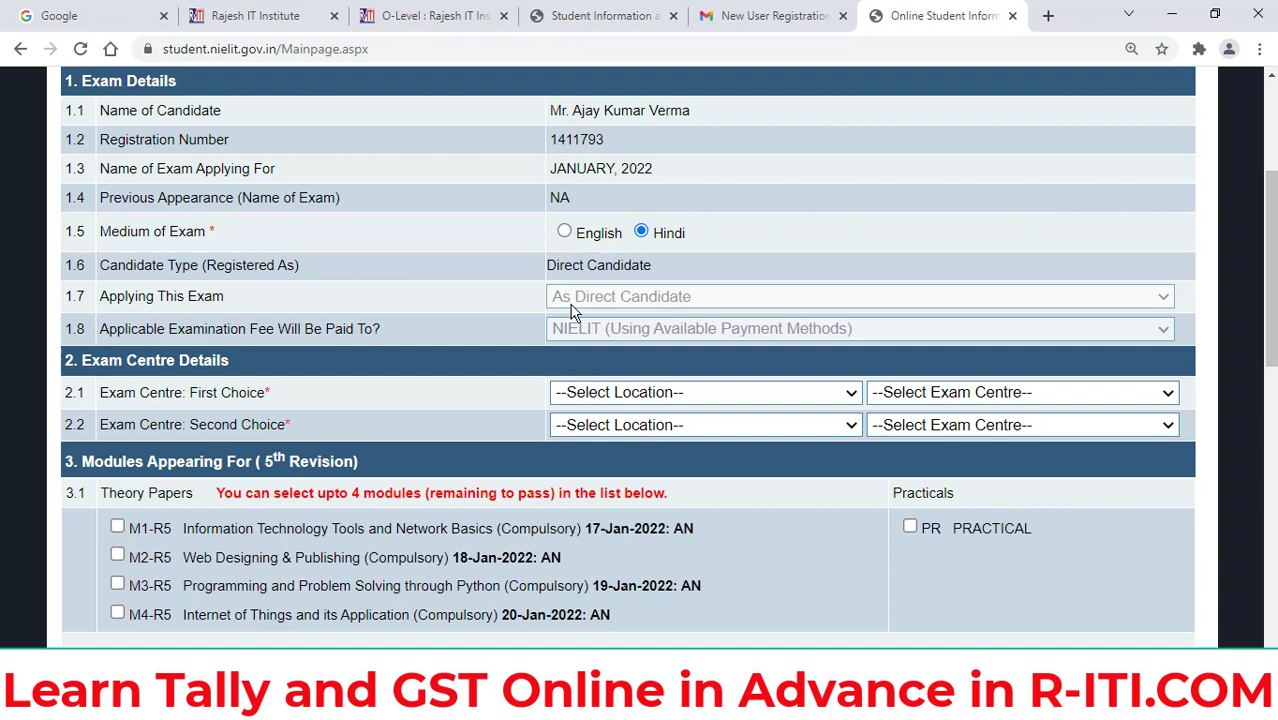 Google
Rajesh IT Institute
O-Level : Rajesh IT Ins
Student Information a
New User Registration
Online Student Inform
student.nielit.gov.in/Mainpage.aspx
1. Exam Details
1.1 Name of Candidate Mr. Ajay Kumar Verma
1.2 Registration Number 1411793
1.3 Name of Exam Applying For JANUARY, 2022
1.4 Previous Appearance (Name of Exam) NA
1.5 Medium of Exam * English Hindi
1.6 Candidate Type (Registered As) Direct Candidate
1.7 Applying This Exam As Direct Candidate
1.8 Applicable Examination Fee Will Be Paid To? NIELIT (Using Available Payment Methods)
2. Exam Centre Details
2.1 Exam Centre: First Choice* --Select Location-- --Select Exam Centre--
2.2 Exam Centre: Second Choice* --Select Location-- --Select Exam Centre--
3. Modules Appearing For ( 5th Revision)
3.1 Theory Papers You can select upto 4 modules (remaining to pass) in the list below. Practicals
M1-R5 Information Technology Tools and Network Basics (Compulsory) 17-Jan-2022: AN PR PRACTICAL
M2-R5 Web Designing & Publishing (Compulsory) 18-Jan-2022: AN
M3-R5 Programming and Problem Solving through Python (Compulsory) 19-Jan-2022: AN
M4-R5 Internet of Things and its Application (Compulsory) 20-Jan-2022: AN
Learn Tally and GST Online in Advance in R-ITI.COM